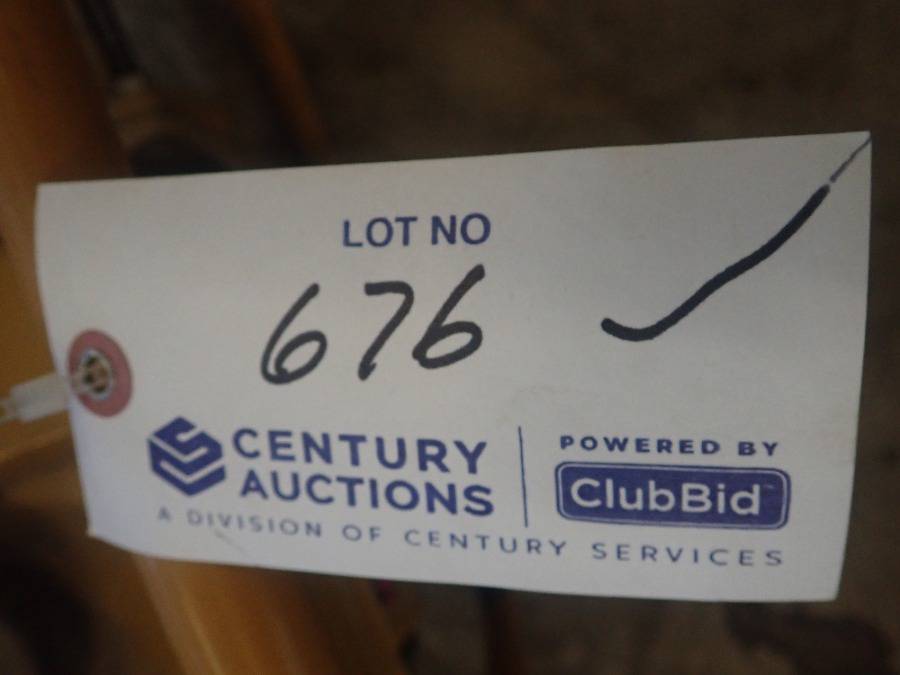 LOT NO
676
CENTURY
AUCTIONS
A DIVISION OF CENTURY SERVICES
POWERED BY
ClubBid